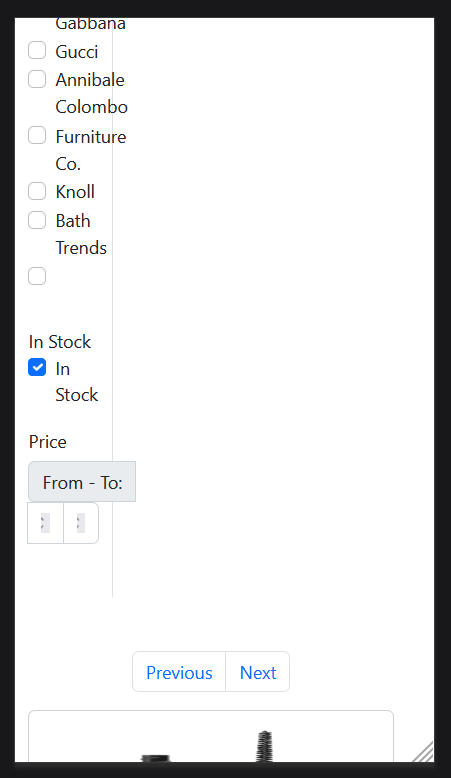 Gabbana
Gucci
Annibale
Colombo
Furniture
Co.
Knoll
Bath
Trends
In Stock
In
Stock
Price
From - To:
Previous
Next